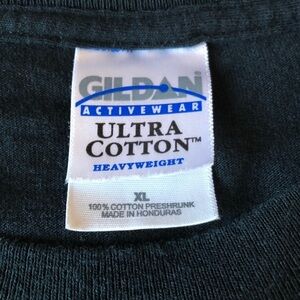 GILDAN
ACTIVEWEAR
ULTRA
COTTON™
HEAVYWEIGHT
XL
100% COTTON PRESHRUNK
MADE IN HONDURAS